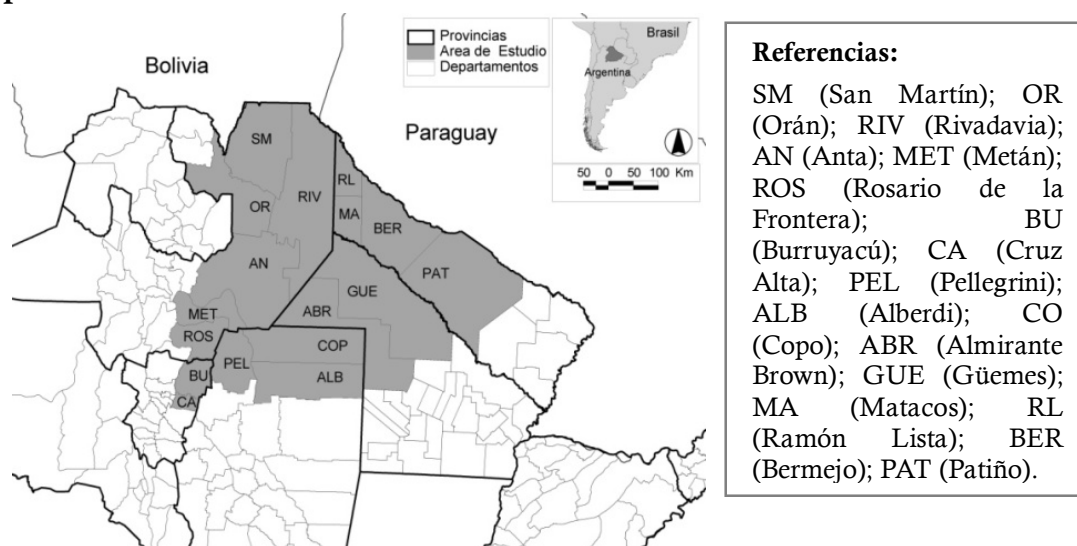 Provincias
Area de Estudio
Departamentos
Brasil
Argentina
50 0 50 100 Km
Bolivia
Paraguay
SM
RL
RIV
OR
MA
BER
AN
PAT
GUE
MET
ABR
ROS
COP
PEL
BU
ALB
CA
Referencias:
SM (San Martín); OR
(Orán); RIV (Rivadavia);
AN (Anta); MET (Metán);
ROS (Rosario de la
Frontera); BU
(Burruyacú); CA (Cruz
Alta); PEL (Pellegrini);
ALB (Alberdi); CO
(Copo); ABR (Almirante
Brown); GUE (Güemes);
MA (Matacos); RL
(Ramón Lista); BER
(Bermejo); PAT (Patiño).